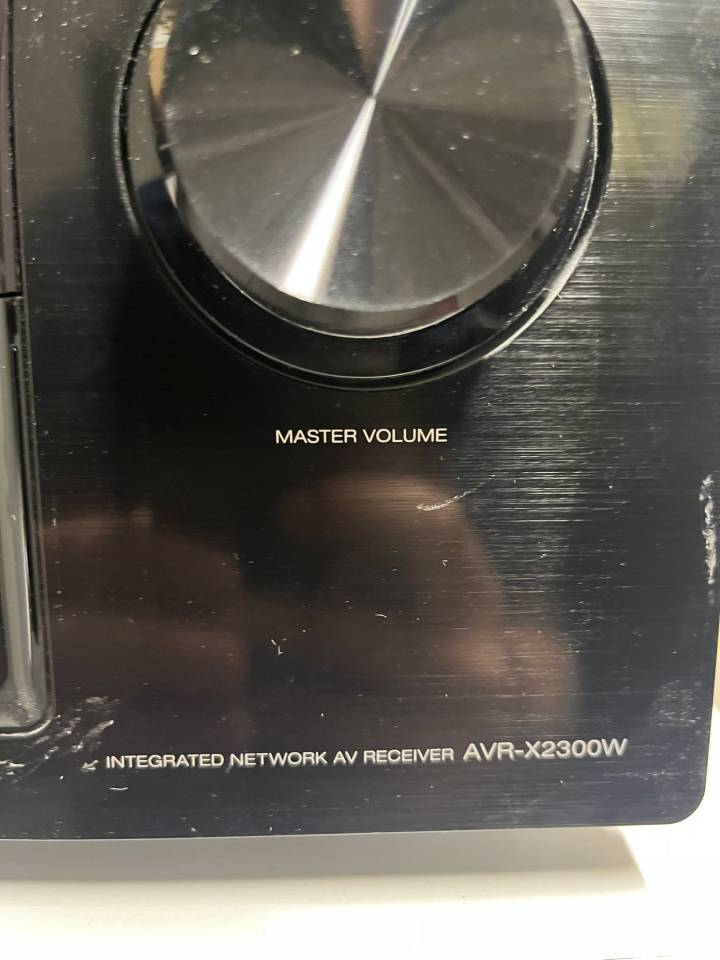 MASTER VOLUME
INTEGRATED NETWORK AV RECEIVER AVR-X2300W